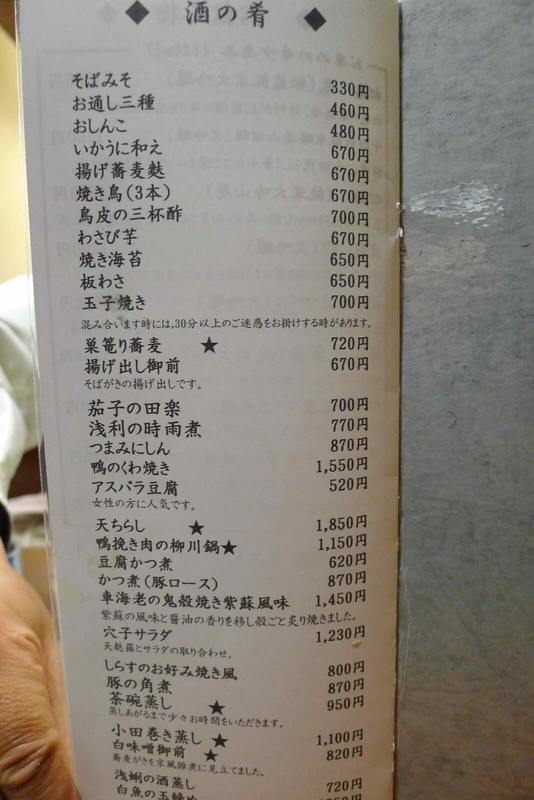 ◆ 酒の肴 ◆
そばみそ 330円
お通し三種 460円
おしんこ 480円
いかうに和え 670円
揚げ蕎麦麩 670円
焼き鳥(3本) 670円
鳥皮の三杯酢 700円
わさび芋 670円
焼き海苔 650円
板わさ 650円
玉子焼き 700円
混み合います時には、30分以上のご迷惑をお掛けする時があります。
巣篭り蕎麦 ★ 720円
揚げ出し御前 670円
そばがきの揚げ出しです。
茄子の田楽 700円
浅利の時雨煮 770円
つまみにしん 870円
鴨のくわ焼き 1,550円
アスパラ豆腐 520円
女性の方に人気です。
天ちらし ★ 1,850円
鴨挽き肉の柳川鍋★ 1,150円
豆腐かつ煮 620円
かつ煮(豚ロース) 870円
車海老の鬼殻焼き紫蘇風味 1,450円
紫蘇の風味と醤油の香りを移し殻ごと炙り焼きました。
穴子サラダ 1,230円
天麩羅とサラダの取り合わせ。
しらすのお好み焼き風 800円
豚の角煮 870円
茶碗蒸し ★ 950円
蒸しあがるまで少々お時間をいただきます。
小田巻き蒸し ★ 1,100円
白味噌御前 ★ 820円
蕎麦がきを京風雑煮に見立てました。
浅蜊の酒蒸し 720円
白魚の玉締め